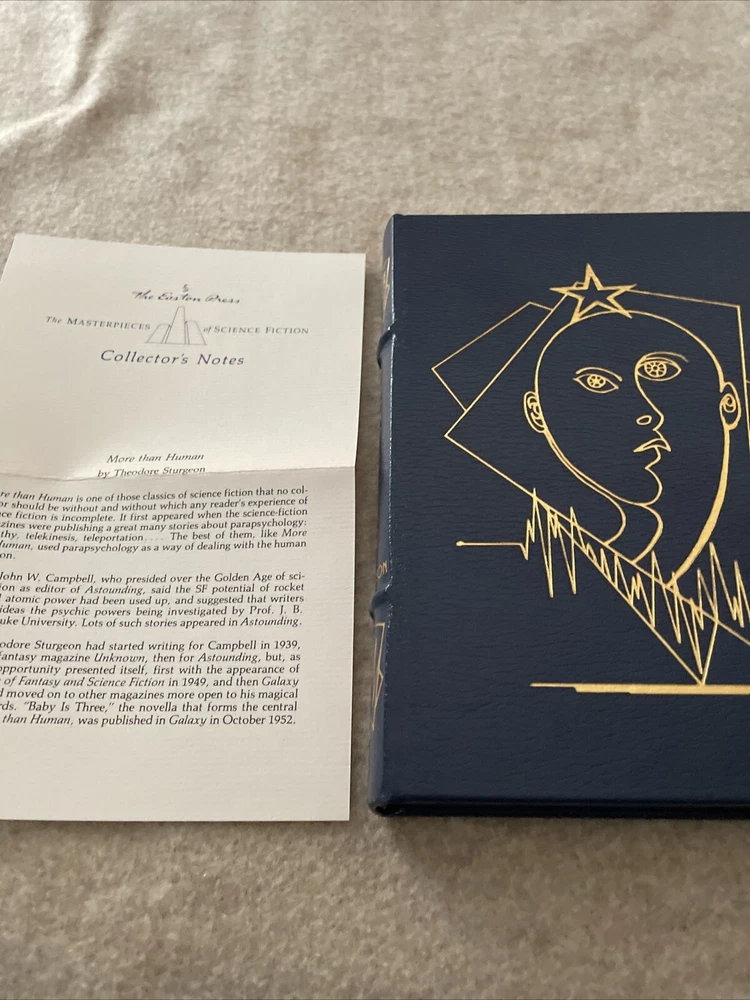 The Easton Press
The MASTERPIECES of SCIENCE FICTION
Collector's Notes
More than Human
by Theodore Sturgeon
re than Human is one of those classics of science fiction that no col-
or should be without and without which any reader's experience of
ce fiction is incomplete. It first appeared when the science-fiction
zines were publishing a great many stories about parapsychology:
thy, telekinesis, teleportation . . . . The best of them, like More
uman, used parapsychology as a way of dealing with the human
on.
John W. Campbell, who presided over the Golden Age of sci-
ion as editor of Astounding, said the SF potential of rocket
atomic power had been used up, and suggested that writers
ideas the psychic powers being investigated by Prof. J. B.
uke University. Lots of such stories appeared in Astounding.
odore Sturgeon had started writing for Campbell in 1939,
fantasy magazine Unknown, then for Astounding, but, as
opportunity presented itself, first with the appearance of
of Fantasy and Science Fiction in 1949, and then Galaxy
d moved on to other magazines more open to his magical
rds. "Baby Is Three," the novella that forms the central
than Human, was published in Galaxy in October 1952.
ON